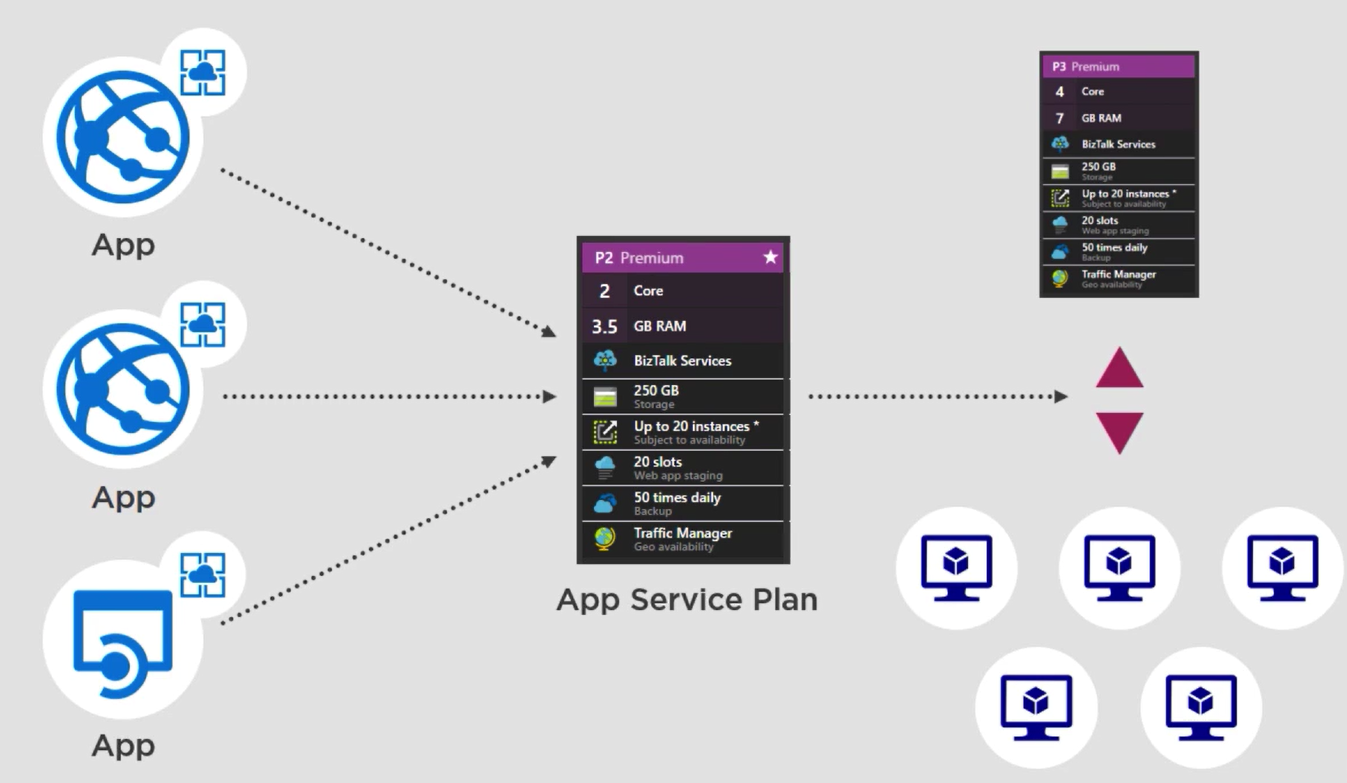 App
App
App
P2 Premium
2 Core
3.5 GB RAM
BizTalk Services
250 GB
Storage
Up to 20 instances *
Subject to availability
20 slots
Web app staging
50 times daily
Backup
Traffic Manager
Geo availability
App Service Plan
P3 Premium
4 Core
7 GB RAM
BizTalk Services
250 GB
Storage
Up to 20 instances *
Subject to availability
20 slots
Web app staging
50 times daily
Backup
Traffic Manager
Geo availability